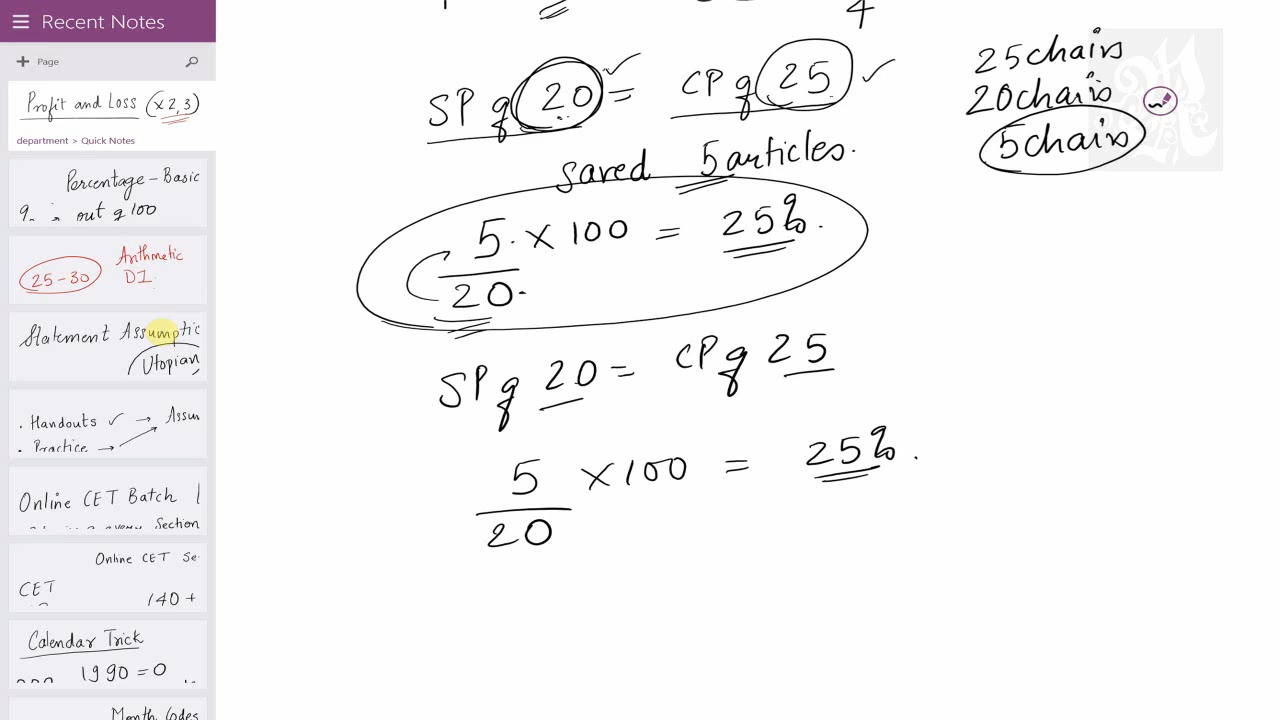 Recent Notes
Page
Profit and Loss (x 2,3)
department > Quick Notes
Percentage - Basic
out of 100
25-30
Arithmetic
DI
Statement Assumptic
Utopian
. Handouts ✓ → Assum
. Practice →
Online CET Batch |
Section
Online CET Se
CET
140 +
Calendar Trick
1990 = 0
Month Codes
4
SP of 20 = CP of 25
saved 5 articles.
5 x 100 = 25%.
20
SP of 20 = CP of 25
5 x 100 = 25%.
20
25 chairs
20 chairs
5 chairs